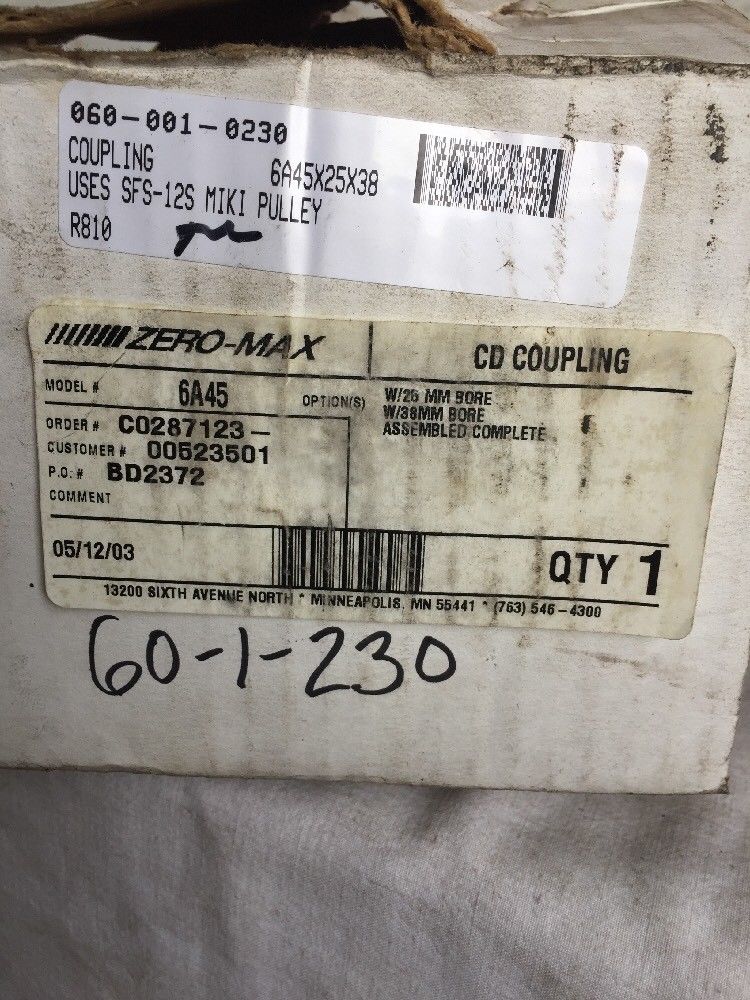 060-001-0230
COUPLING 6A45X25X38
USES SFS-12S MIKI PULLEY
R810
ZERO-MAX CD COUPLING
MODEL # 6A45 OPTION(S) W/25 MM BORE
W/38MM BORE
ASSEMBLED COMPLETE
ORDER # C0287123-
CUSTOMER # 00523501
P.O. # BD2372
COMMENT
05/12/03 QTY 1
13200 SIXTH AVENUE NORTH * MINNEAPOLIS, MN 55441 * (763) 546-4300
60-1-230